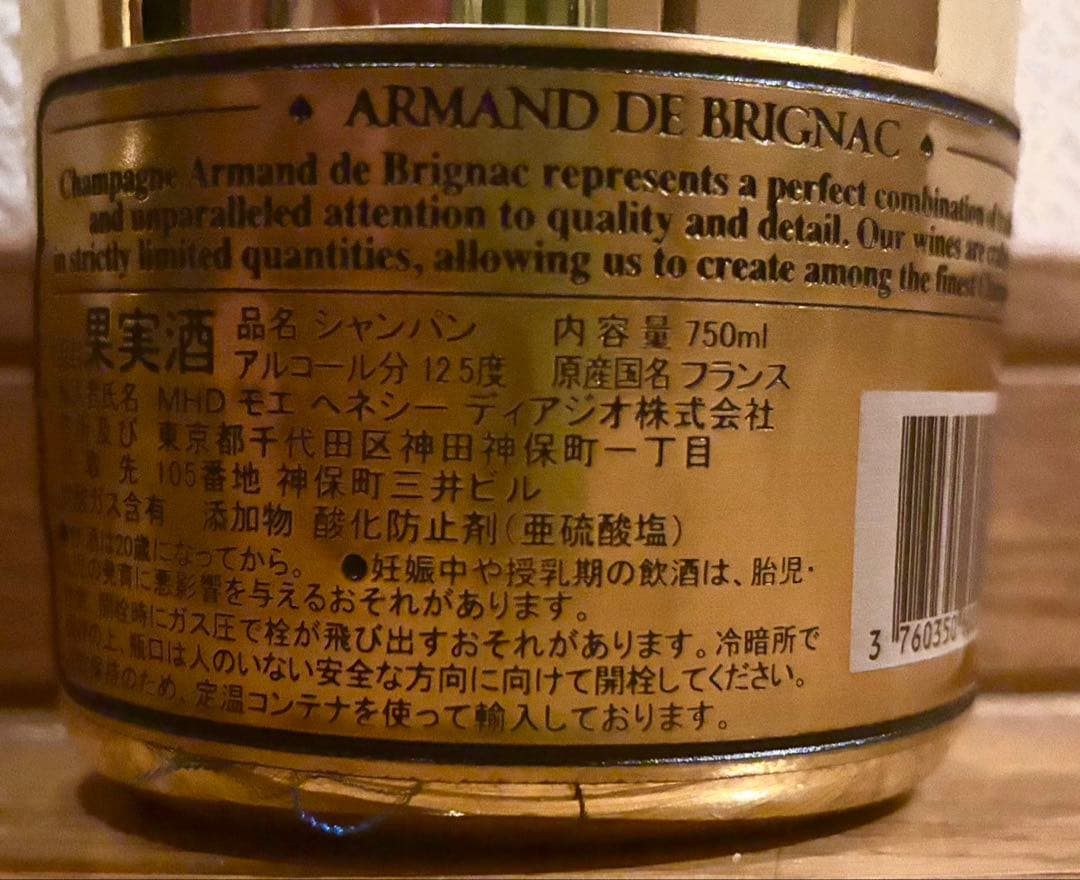 ♠ ARMAND DE BRIGNAC ♠
Champagne Armand de Brignac represents a perfect combination
and unparalleled attention to quality and detail. Our wines are
in strictly limited quantities, allowing us to create among the finest
果実酒 品名 シャンパン 内容量 750ml
アルコール分 12.5度 原産国名 フランス
氏名 MHD モエ ヘネシー ディアジオ株式会社
及び 東京都千代田区神田神保町一丁目
先 105番地 神保町三井ビル
ガス含有 添加物 酸化防止剤(亜硫酸塩)
酒は20歳になってから。 ●妊娠中や授乳期の飲酒は、胎児・
の発育に悪影響を与えるおそれがあります。
開栓時にガス圧で栓が飛び出すおそれがあります。冷暗所で
の上、瓶口は人のいない安全な方向に向けて開栓してください。
保持のため、定温コンテナを使って輸入しております。
3 760350